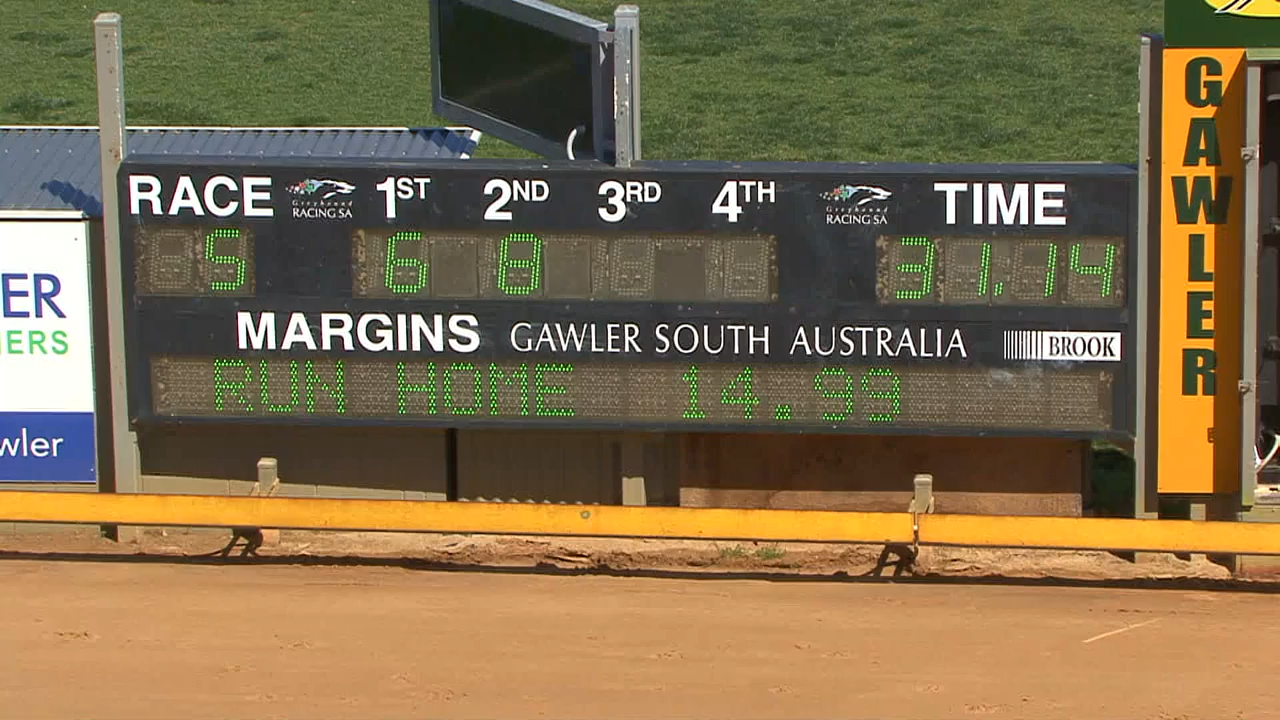 RACE Greyhound RACING SA 1ST 2ND 3RD 4TH Greyhound RACING SA TIME
5 6 8 31.14
MARGINS GAWLER SOUTH AUSTRALIA BROOK
RUN HOME 14.99
GAWLER
ER
ERS
wler